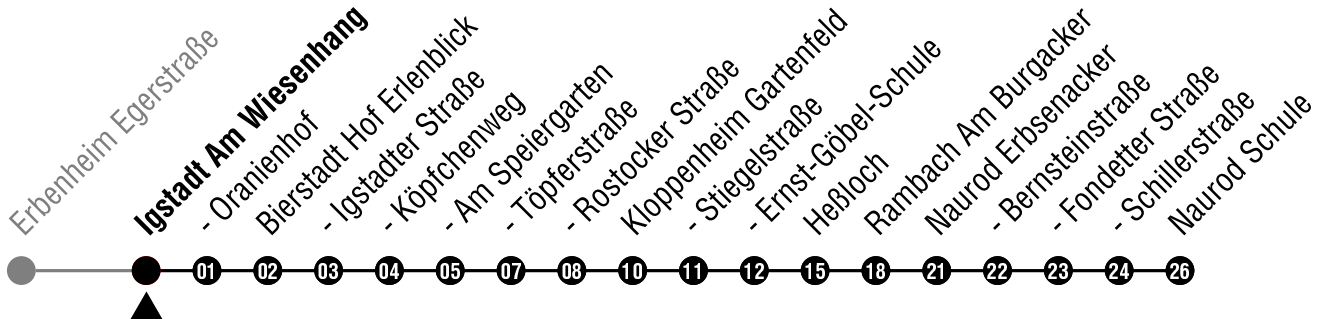 Erbenheim Egerstraße
Igstadt Am Wiesenhang
- Oranienhof
Bierstadt Hof Erlenblick
- Igstadter Straße
- Köpfchenweg
- Am Speiergarten
- Töpferstraße
- Rostocker Straße
Kloppenheim Gartenfeld
- Stiegelstraße
- Ernst-Göbel-Schule
Heßloch
Rambach Am Burgacker
Naurod Erbsenacker
- Bernsteinstraße
- Fondetter Straße
- Schillerstraße
Naurod Schule
01 02 03 04 05 07 08 10 11 12 15 18 21 22 23 24 26